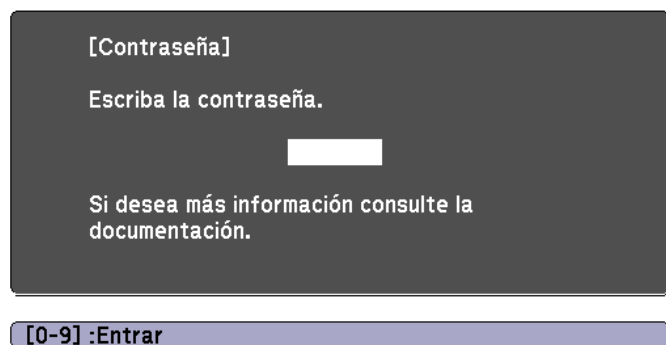 [Contraseña]
Escriba la contraseña.
Si desea más información consulte la
documentación.
[0-9] :Entrar